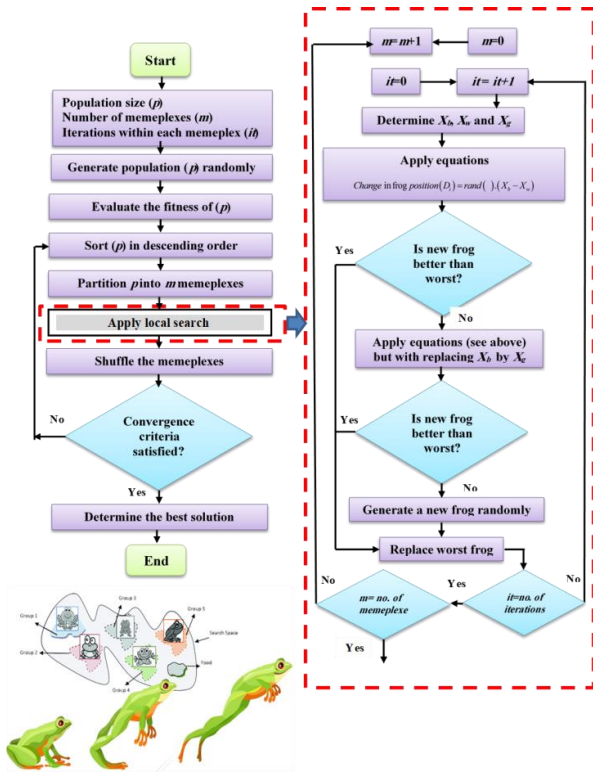 Start
Population size (p)
Number of memeplexes (m)
Iterations within each memeplex (it)
Generate population (p) randomly
Evaluate the fitness of (p)
Sort (p) in descending order
Partition p into m memeplexes
Apply local search
Shuffle the memeplexes
No
Convergence
criteria
satisfied?
Yes
Determine the best solution
End
Group 3
Group 1
Group 5
Search Space
Group 2
Food
Group 4
m=m+1
m=0
it=0
it= it+1
Determine Xb, Xw and Xg
Apply equations
Change in frog position(Di) = rand( ).(Xb − Xw)
Yes
Is new frog
better than
worst?
No
Apply equations (see above)
but with replacing Xb by Xg
Yes
Is new frog
better than
worst?
No
Generate a new frog randomly
Replace worst frog
No
Yes
No
m= no. of
memeplexe
it=no. of
iterations
Yes